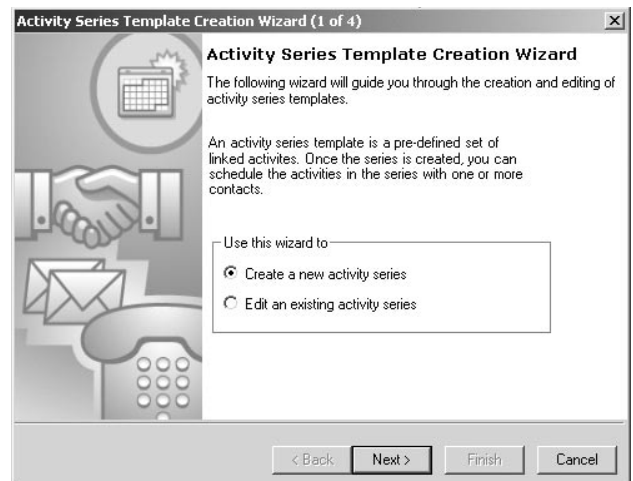 Activity Series Template Creation Wizard (1 of 4)
Activity Series Template Creation Wizard
The following wizard will guide you through the creation and editing of
activity series templates.
An activity series template is a pre-defined set of
linked activites. Once the series is created, you can
schedule the activities in the series with one or more
contacts.
Use this wizard to
Create a new activity series
Edit an existing activity series
< Back
Next >
Finish
Cancel